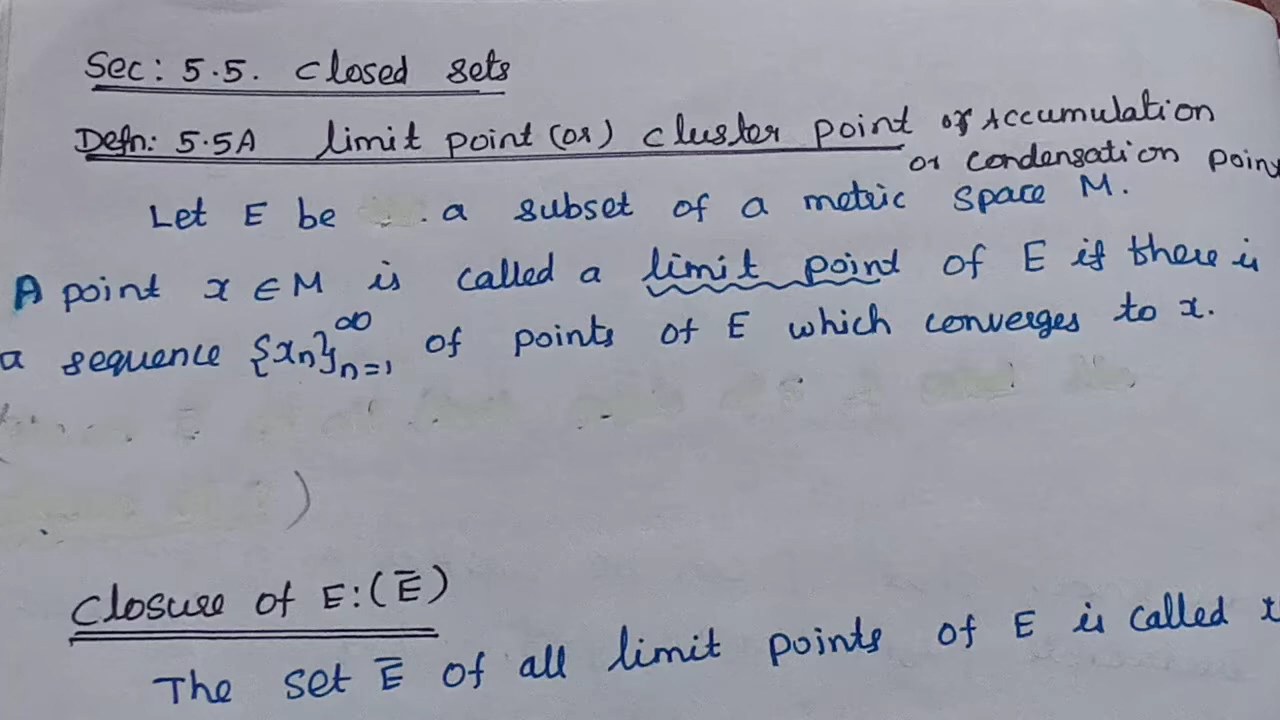 Sec: 5.5. closed sets
Defn: 5.5A limit point (or) cluster point or Accumulation
or condensation point
Let E be a subset of a metric space M.
A point x ∈ M is called a limit point of E if there is
a sequence {xn}∞n=1 of points of E which converges to x.
)
Closure of E: (Ē)
The set Ē of all limit points of E is called